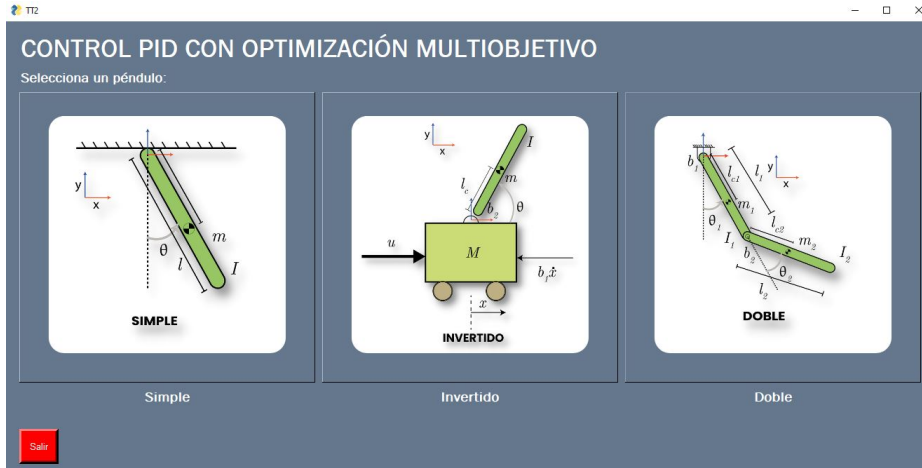 TT2
CONTROL PID CON OPTIMIZACIÓN MULTIOBJETIVO
Selecciona un péndulo:
y
x
θ
l
m
I
SIMPLE
y
x
I
m
l_c
b_2
θ
u
M
b_1ẋ
x
INVERTIDO
b_1
l_c1
l_1
y
x
θ_1
m_1
l_c2
I_1
b_2
m_2
I_2
θ_2
l_2
DOBLE
Simple
Invertido
Doble
Salir